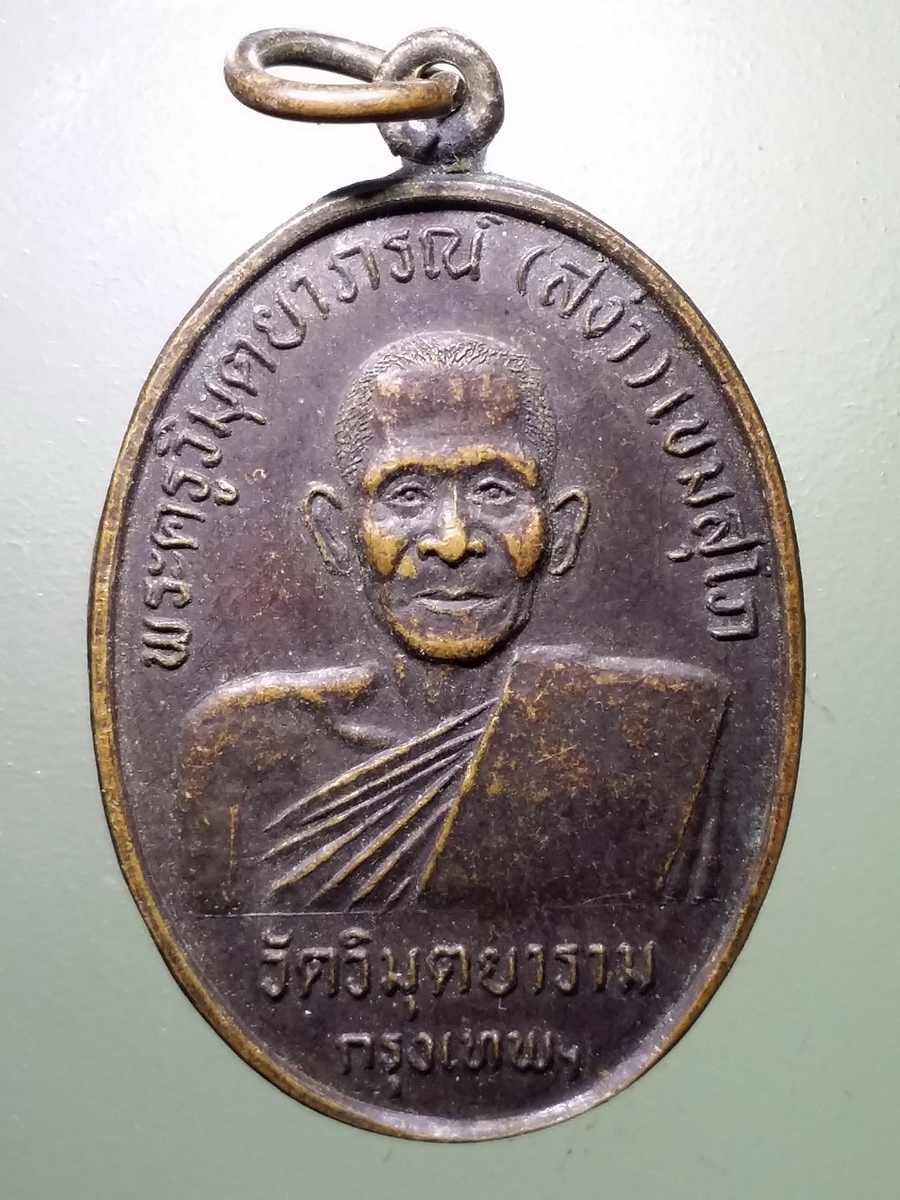 พระครูวิมุตยาภรณ์ (สง่า) เขมสุโข
วัดวิมุตยาราม
กรุงเทพฯ